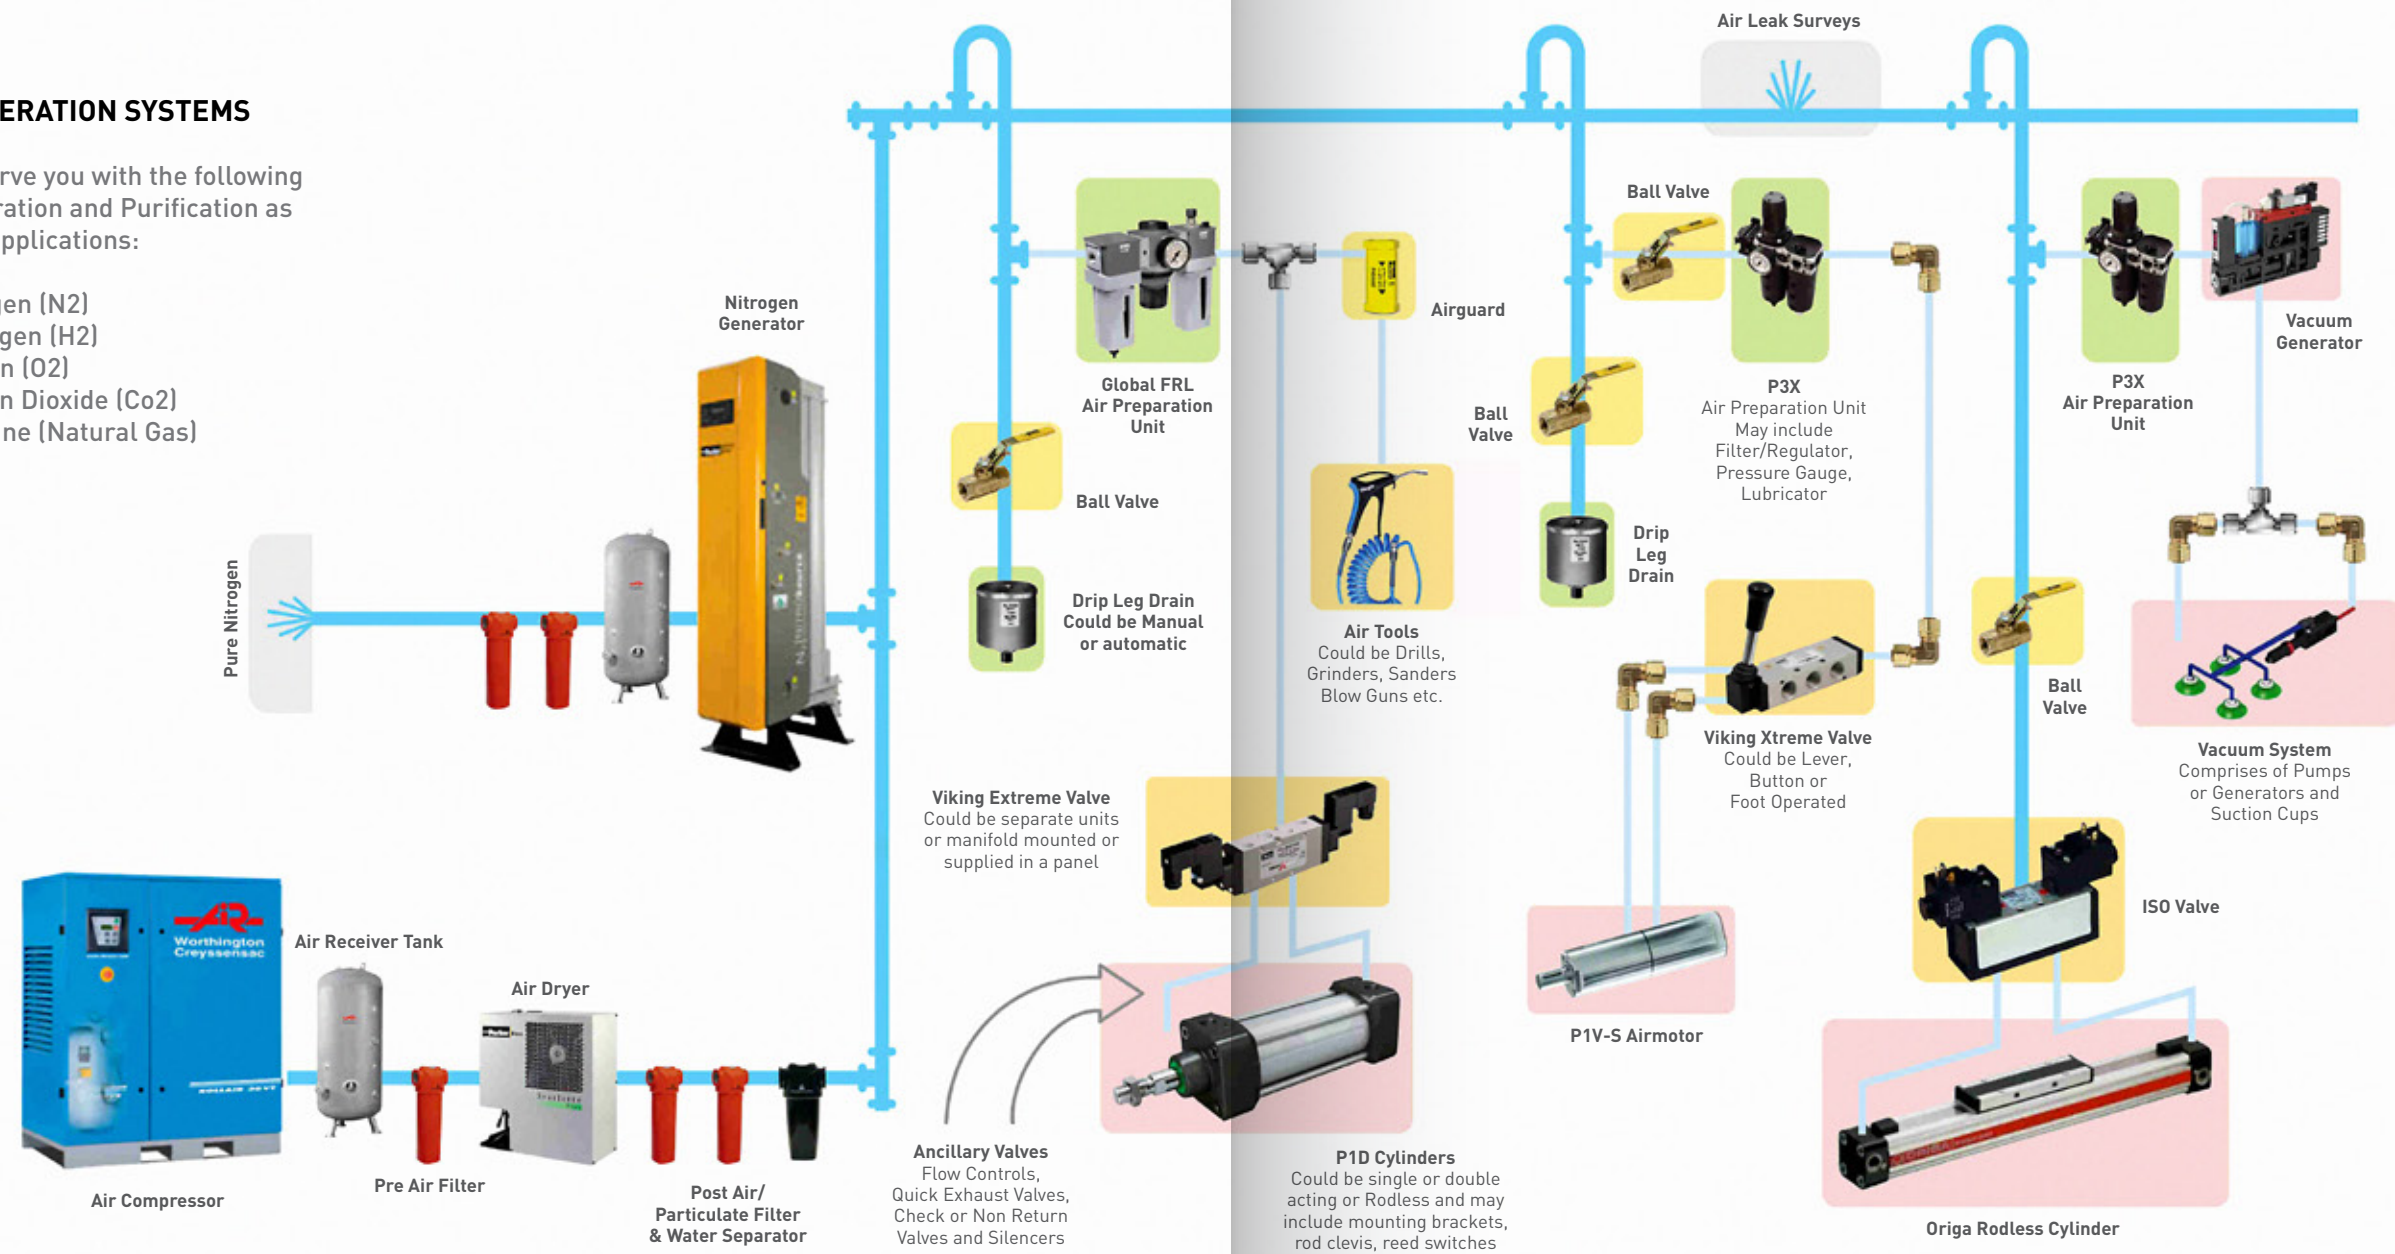 ERATION SYSTEMS
rve you with the following
ration and Purification as
pplications:
gen (N2)
gen (H2)
n (O2)
n Dioxide (Co2)
ne (Natural Gas)
Pure Nitrogen
Nitrogen
Generator
Worthington
Creyssensac
Air Compressor
Air Receiver Tank
Pre Air Filter
Air Dryer
Post Air/
Particulate Filter
& Water Separator
Global FRL
Air Preparation
Unit
Ball Valve
Drip Leg Drain
Could be Manual
or automatic
Viking Extreme Valve
Could be separate units
or manifold mounted or
supplied in a panel
Ancillary Valves
Flow Controls,
Quick Exhaust Valves,
Check or Non Return
Valves and Silencers
P1D Cylinders
Could be single or double
acting or Rodless and may
include mounting brackets,
rod clevis, reed switches
Airguard
Air Tools
Could be Drills,
Grinders, Sanders
Blow Guns etc.
Air Leak Surveys
Ball Valve
Ball
Valve
Drip
Leg
Drain
P3X
Air Preparation Unit
May include
Filter/Regulator,
Pressure Gauge,
Lubricator
Viking Xtreme Valve
Could be Lever,
Button or
Foot Operated
P1V-S Airmotor
P3X
Air Preparation
Unit
Vacuum
Generator
Ball
Valve
Vacuum System
Comprises of Pumps
or Generators and
Suction Cups
ISO Valve
Origa Rodless Cylinder